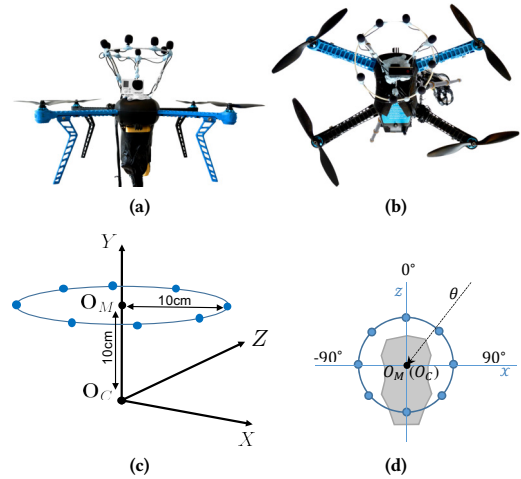 (a)
(b)
Y
O_M
10cm
10cm
Z
O_C
X
(c)
0°
z
θ
-90°
90°
O_M (O_C)
x
(d)